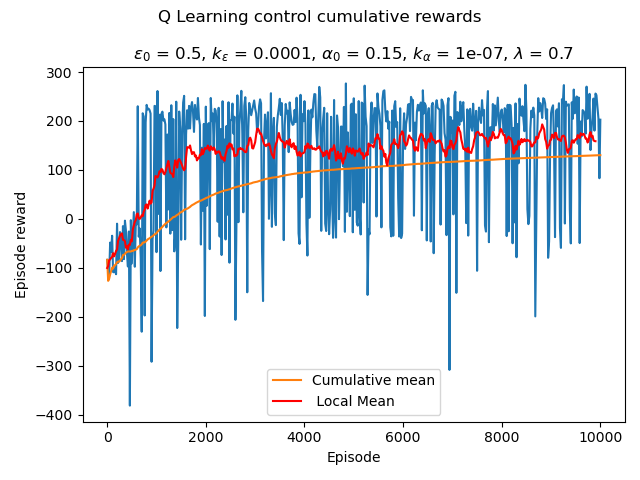 Q Learning control cumulative rewards
ε₀ = 0.5, kε = 0.0001, α₀ = 0.15, kα = 1e-07, λ = 0.7
300
200
100
0
−100
−200
−300
−400
Episode reward
Cumulative mean
Local Mean
0
2000
4000
6000
8000
10000
Episode